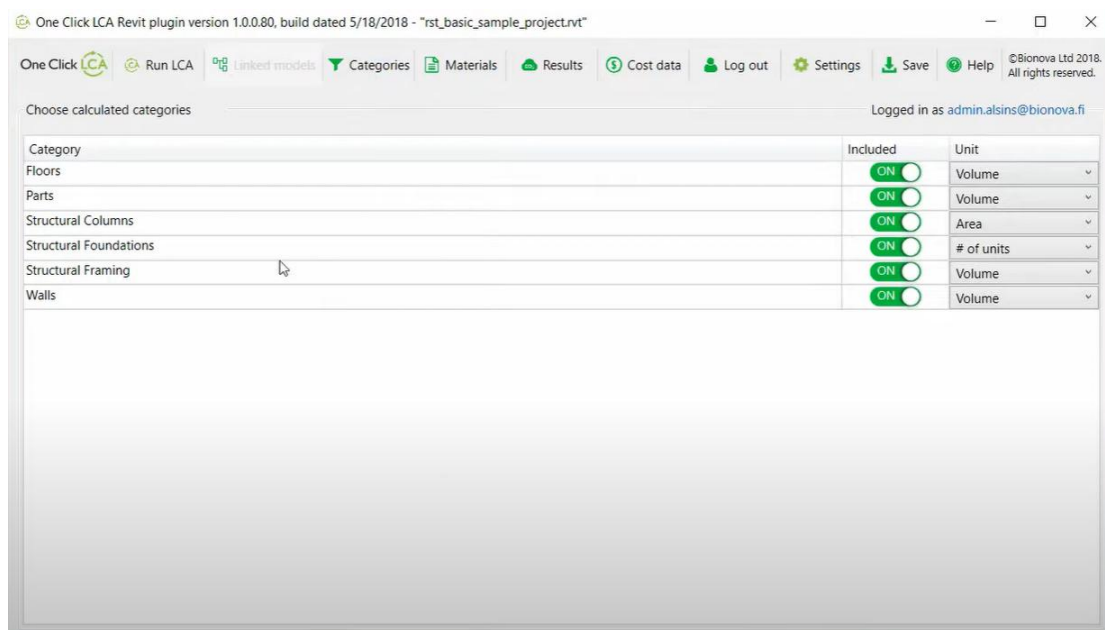 One Click LCA Revit plugin version 1.0.0.80, build dated 5/18/2018 - "rst_basic_sample_project.rvt"
One Click LCA Run LCA Linked models Categories Materials Results Cost data Log out Settings Save Help ©Bionova Ltd 2018.
All rights reserved.
Choose calculated categories Logged in as admin.alsins@bionova.fi
Category Included Unit
Floors ON Volume
Parts ON Volume
Structural Columns ON Area
Structural Foundations ON # of units
Structural Framing ON Volume
Walls ON Volume